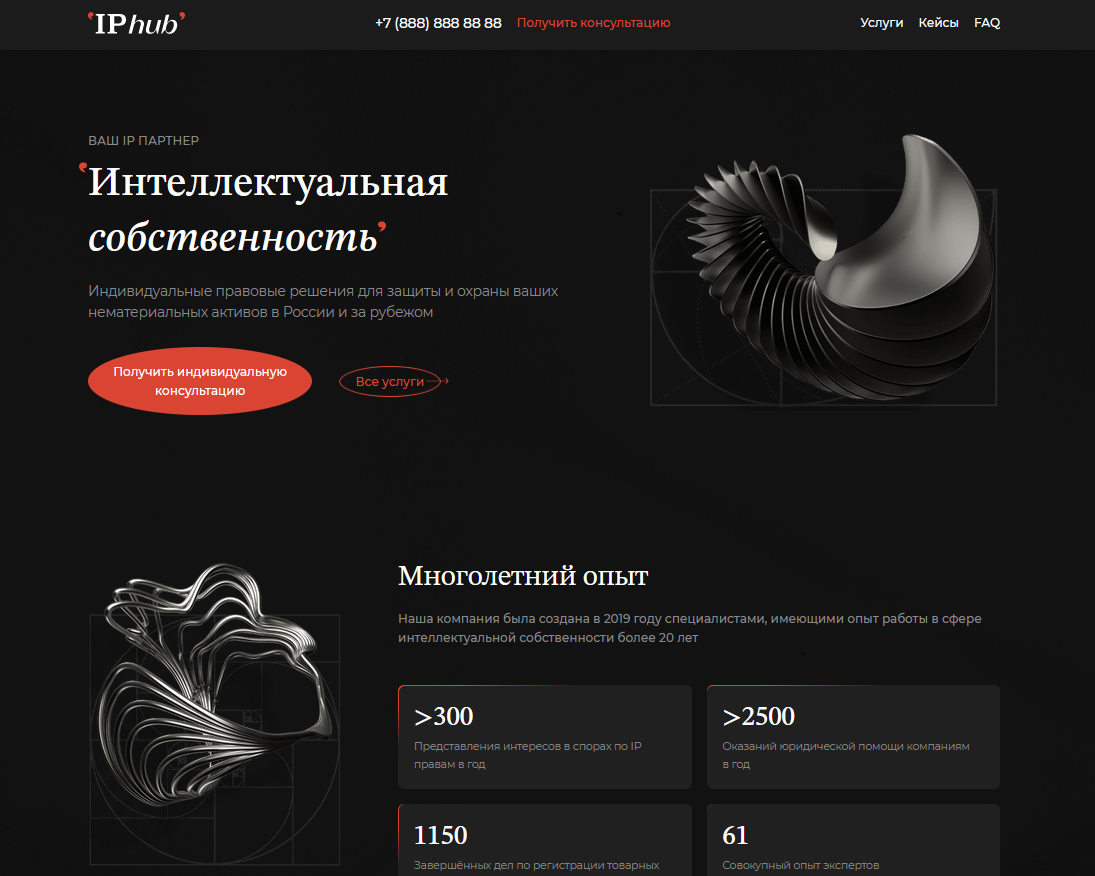 IPhub
+7 (888) 888 88 88
Получить консультацию
Услуги
Кейсы
FAQ
ВАШ IP ПАРТНЕР
Интеллектуальная
собственность
Индивидуальные правовые решения для защиты и охраны ваших
нематериальных активов в России и за рубежом
Получить индивидуальную
консультацию
Все услуги
Многолетний опыт
Наша компания была создана в 2019 году специалистами, имеющими опыт работы в сфере
интеллектуальной собственности более 20 лет
>300
Представления интересов в спорах по IP
правам в год
>2500
Оказаний юридической помощи компаниям
в год
1150
Завершённых дел по регистрации товарных
61
Совокупный опыт экспертов